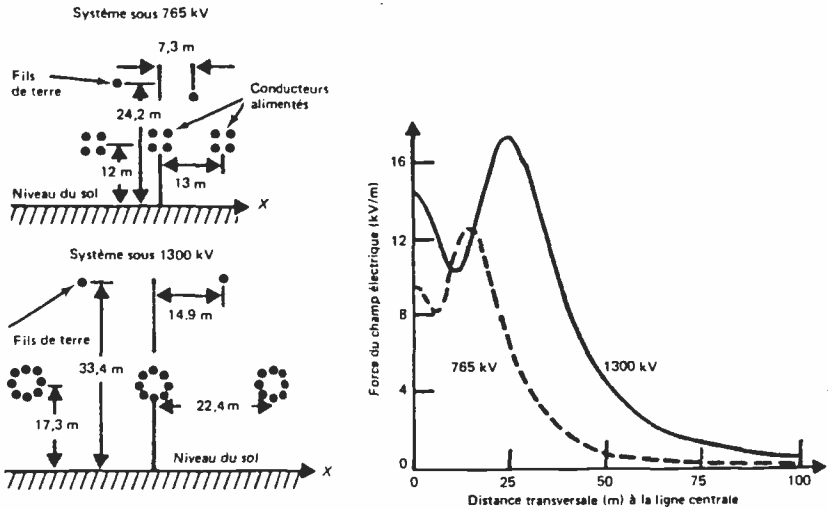 Système sous 765 kV
7,3 m
Fils
de terre
Conducteurs
alimentés
24,2 m
12 m
13 m
Niveau du sol
X
Système sous 1300 kV
14.9 m
Fils de terre
33,4 m
22,4m
17,3 m
Niveau du sol
X
Force du champ électrique (kV/m)
16
12
8
4
0
765 kV
1300 kV
0
25
50
75
100
Distance transversale (m) à la ligne centrale